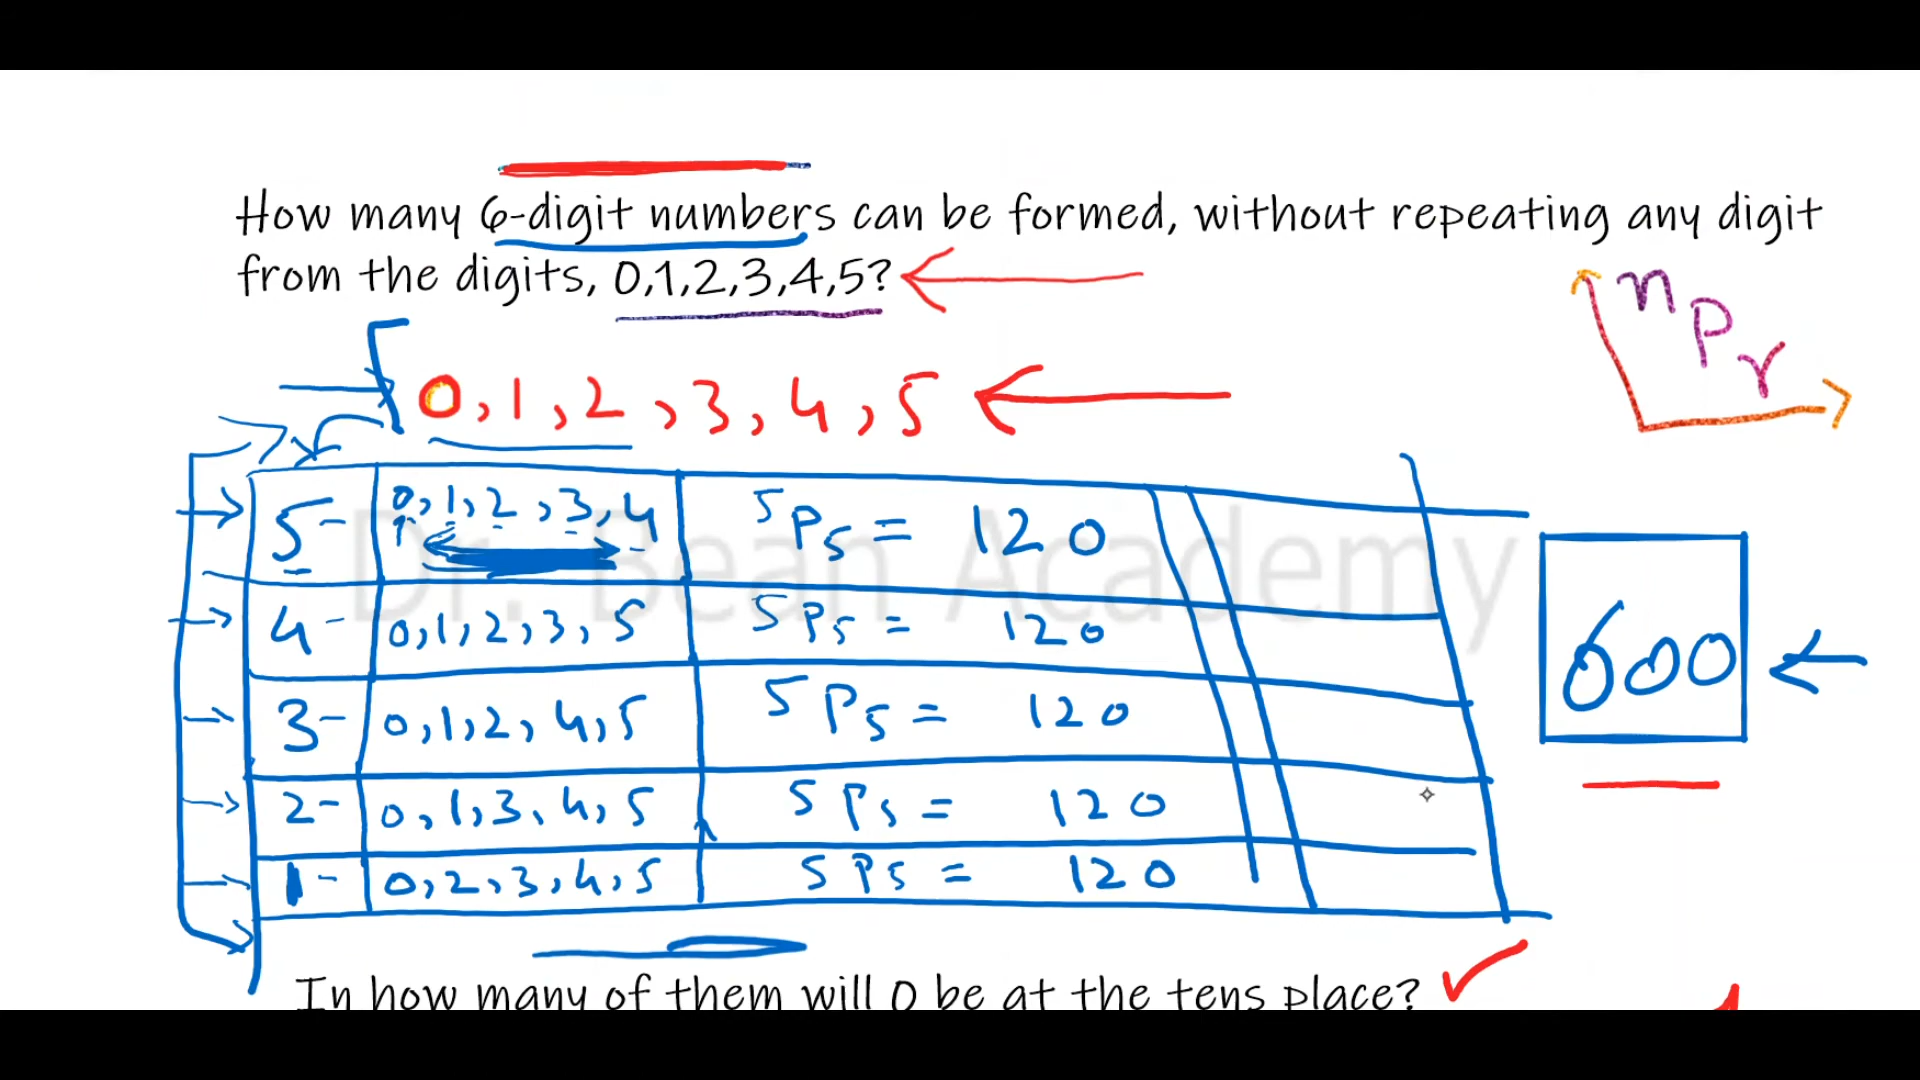 How many 6-digit numbers can be formed, without repeating any digit
from the digits, 0,1,2,3,4,5?
nPr
0, 1, 2, 3, 4, 5
5- 0, 1, 2, 3, 4 5P5 = 120
4- 0, 1, 2, 3, 5 5P5 = 120
3- 0, 1, 2, 4, 5 5P5 = 120
2- 0, 1, 3, 4, 5 5P5 = 120
1- 0, 2, 3, 4, 5 5P5 = 120
600
Dr. Bean Academy
In how many of them will 0 be at the tens place?